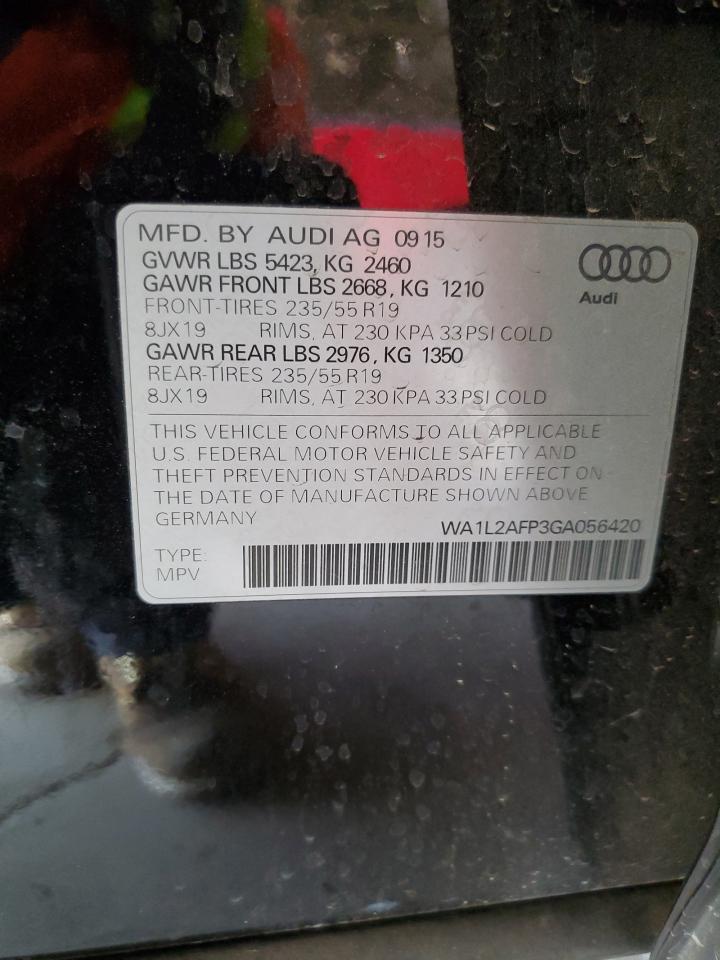 MFD. BY AUDI AG 09 15
GVWR LBS 5423, KG 2460
GAWR FRONT LBS 2668, KG 1210
FRONT-TIRES 235/55 R19
8JX19 RIMS, AT 230 KPA 33 PSI COLD
GAWR REAR LBS 2976, KG 1350
REAR-TIRES 235/55 R19
8JX19 RIMS, AT 230 KPA 33 PSI COLD
Audi
THIS VEHICLE CONFORMS TO ALL APPLICABLE
U.S. FEDERAL MOTOR VEHICLE SAFETY AND
THEFT PREVENTION STANDARDS IN EFFECT ON
THE DATE OF MANUFACTURE SHOWN ABOVE
GERMANY
WA1L2AFP3GA056420
TYPE:
MPV